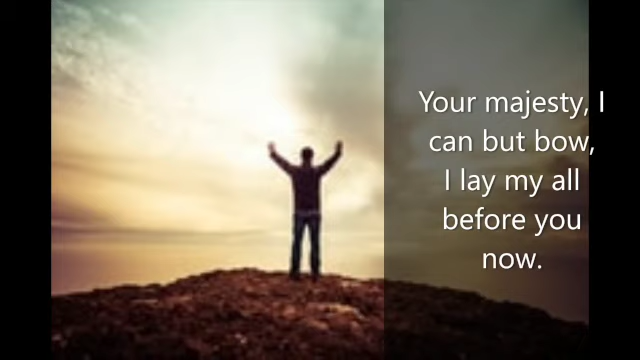 Your majesty, I
can but bow,
I lay my all
before you
now.